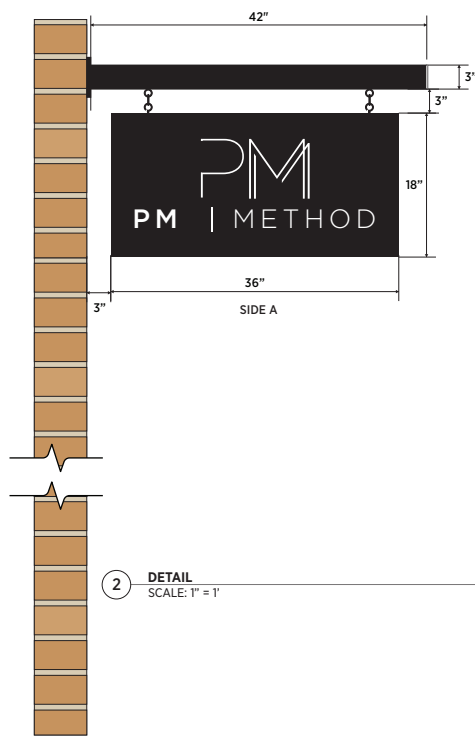 42"
3"
3"
PM
PM | METHOD
18"
36"
3"
SIDE A
2
DETAIL
SCALE: 1" = 1'